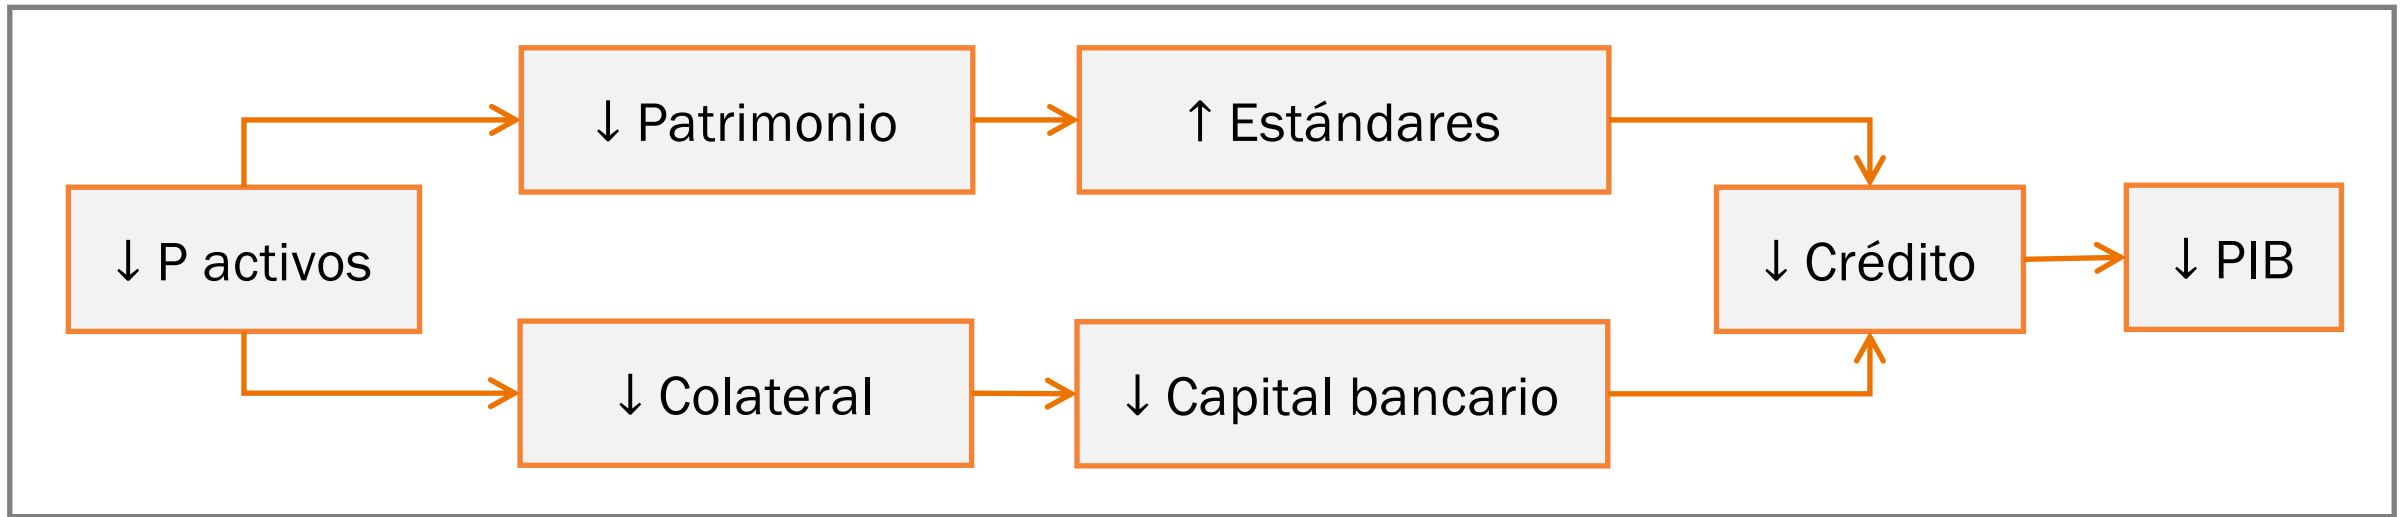 ↓ P activos
↓ Patrimonio
↑ Estándares
↓ Colateral
↓ Capital bancario
↓ Crédito
↓ PIB